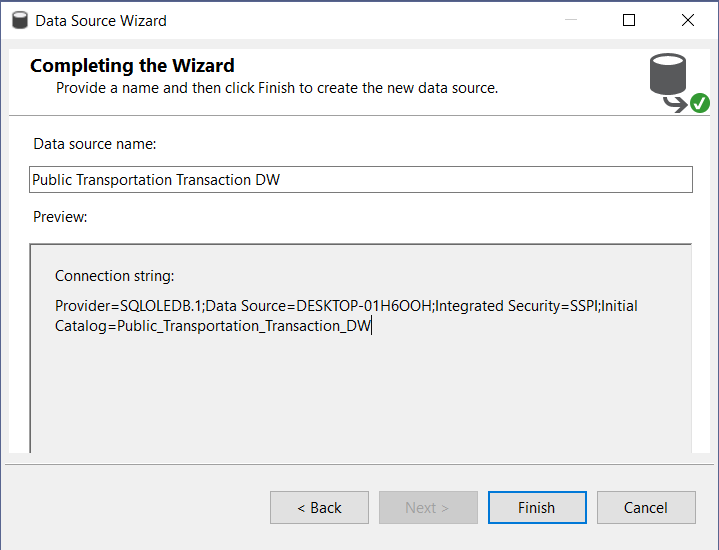 Data Source Wizard
Completing the Wizard
Provide a name and then click Finish to create the new data source.
Data source name:
Public Transportation Transaction DW
Preview:
Connection string:
Provider=SQLOLEDB.1;Data Source=DESKTOP-01H6OOH;Integrated Security=SSPI;Initial
Catalog=Public_Transportation_Transaction_DW
< Back
Next >
Finish
Cancel